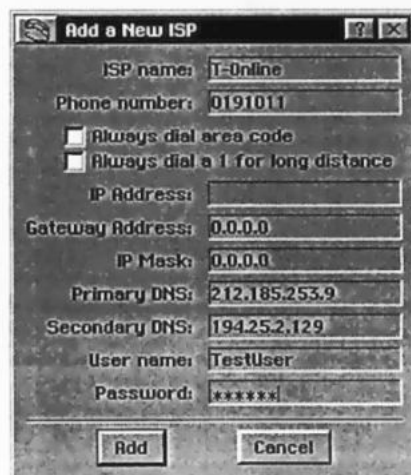 Add a New ISP ? X
ISP name: T-Online
Phone number: 0191011
Always dial area code
Always dial a 1 for long distance
IP Address:
Gateway Address: 0.0.0.0
IP Mask: 0.0.0.0
Primary DNS: 212.185.253.9
Secondary DNS: 194.25.2.129
User name: TestUser
Password: ******
Add Cancel